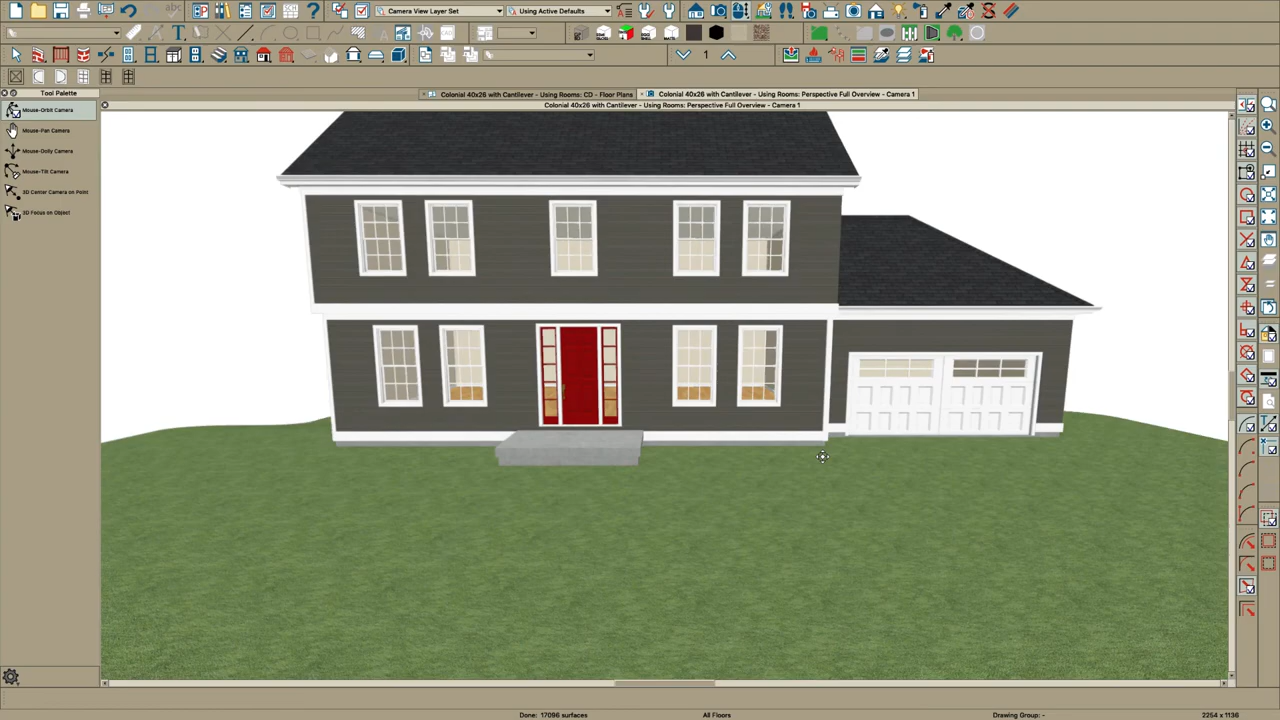 Camera View Layer Set
Using Active Defaults
1
Tool Palette
Colonial 40x26 with Cantilever - Using Rooms: CD - Floor Plans
Colonial 40x26 with Cantilever - Using Rooms: Perspective Full Overview - Camera 1
Colonial 40x26 with Cantilever - Using Rooms: Perspective Full Overview - Camera 1
Mouse-Orbit Camera
Mouse-Pan Camera
Mouse-Dolly Camera
Mouse-Tilt Camera
3D Center Camera on Point
3D Focus on Object
Done: 17096 surfaces
All Floors
Drawing Group: -
2254 x 1136